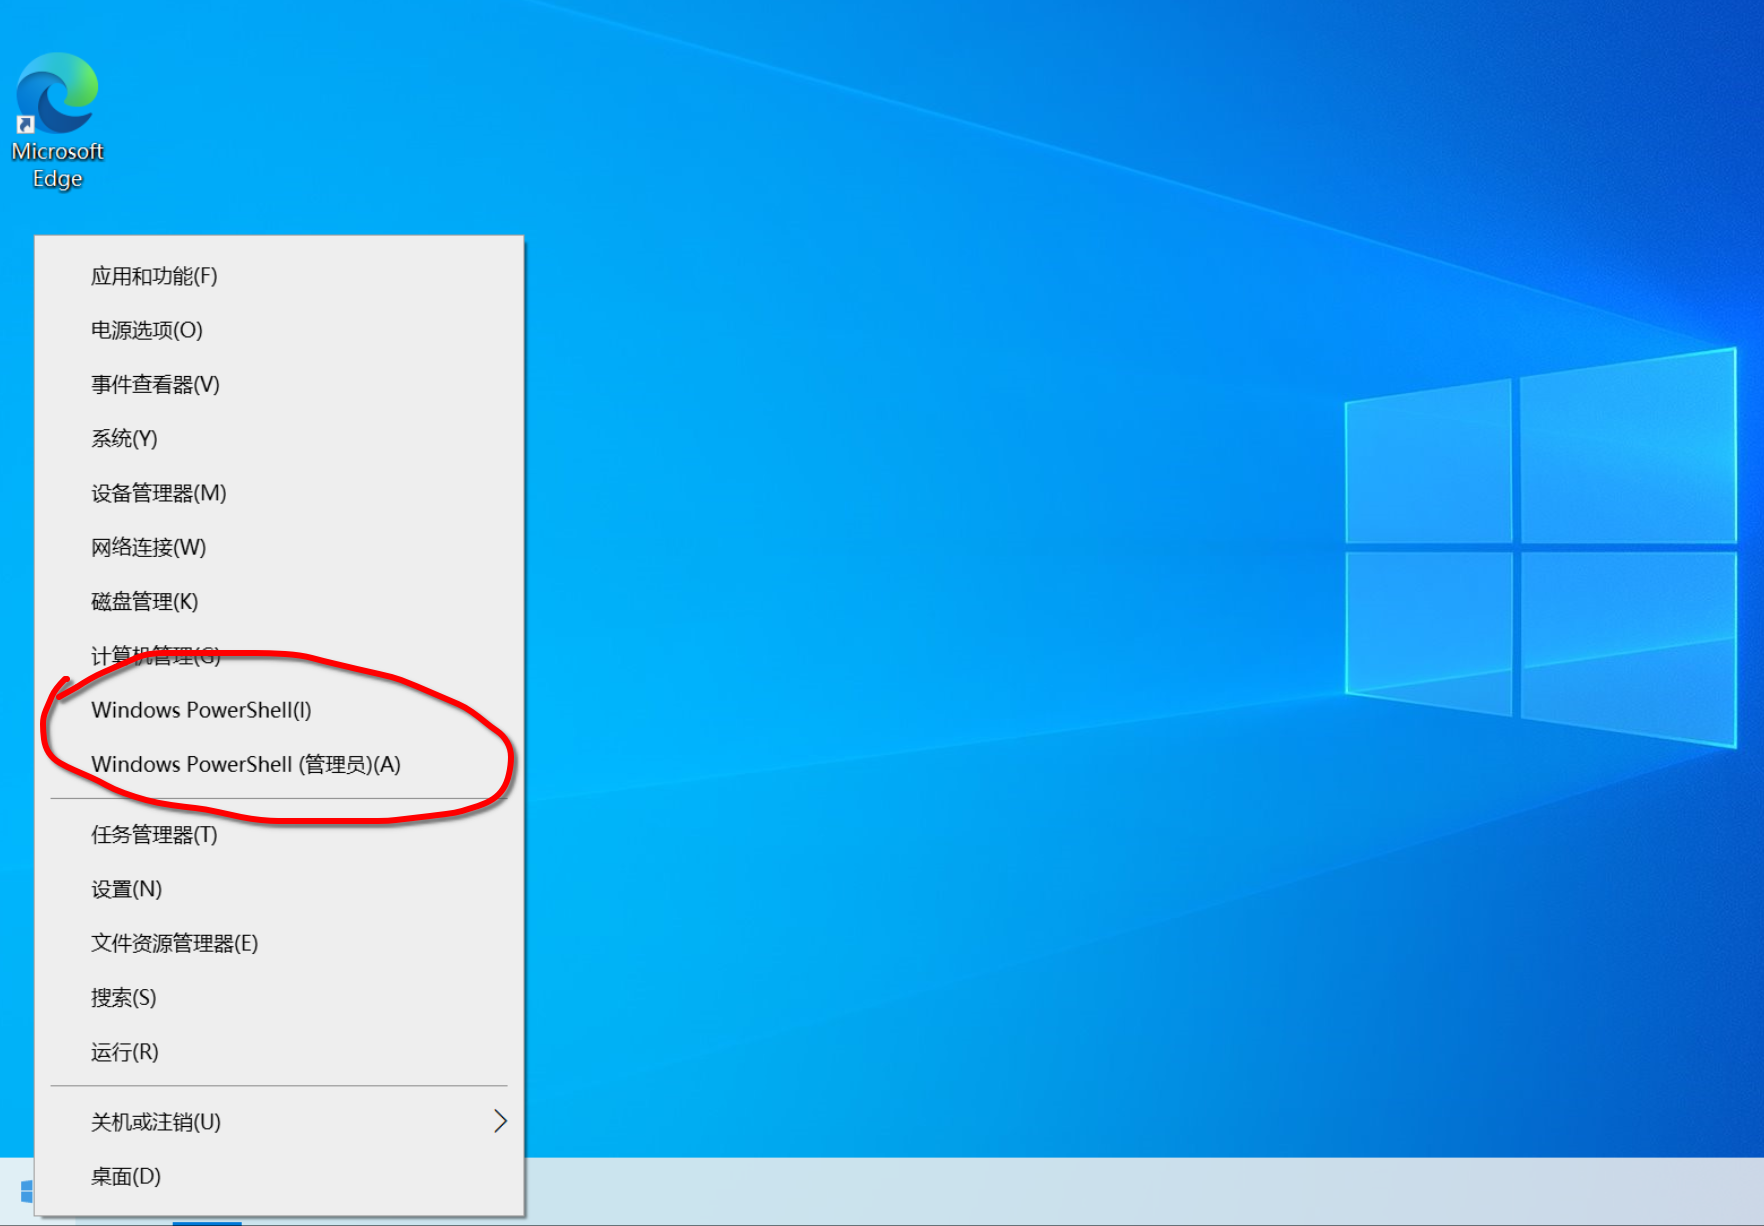 Microsoft
Edge
应用和功能(F)
电源选项(O)
事件查看器(V)
系统(Y)
设备管理器(M)
网络连接(W)
磁盘管理(K)
计算机管理(G)
Windows PowerShell(I)
Windows PowerShell (管理员)(A)
任务管理器(T)
设置(N)
文件资源管理器(E)
搜索(S)
运行(R)
关机或注销(U)
桌面(D)